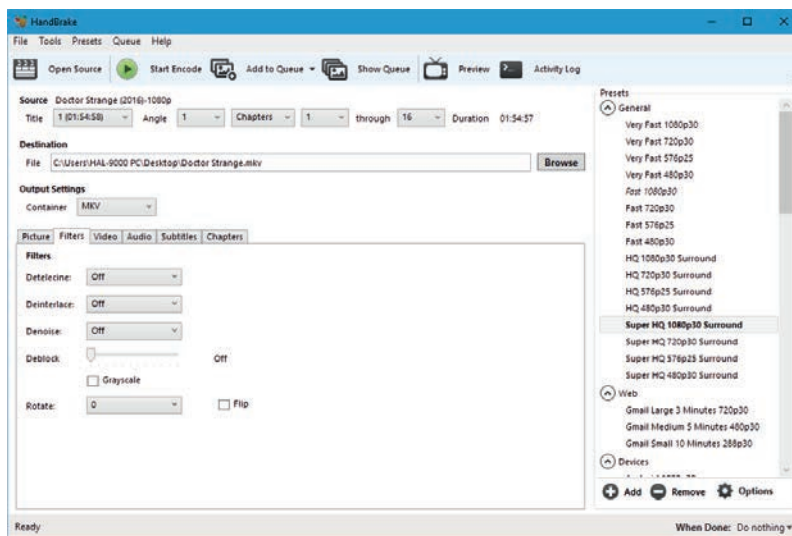 HandBrake
File Tools Presets Queue Help
Open Source Start Encode Add to Queue Show Queue Preview Activity Log
Source Doctor Strange (2016)-1080p
Title 1 (01:54:58) Angle 1 Chapters 1 through 16 Duration 01:54:57
Destination
File C:\Users\HAL-9000 PC\Desktop\Doctor Strange.mkv Browse
Output Settings
Container MKV
Picture Filters Video Audio Subtitles Chapters
Filters
Detelecine: Off
Deinterlace: Off
Denoise: Off
Deblock Off
Grayscale
Rotate: 0 Flip
Presets
General
Very Fast 1080p30
Very Fast 720p30
Very Fast 576p25
Very Fast 480p30
Fast 1080p30
Fast 720p30
Fast 576p25
Fast 480p30
HQ 1080p30 Surround
HQ 720p30 Surround
HQ 576p25 Surround
HQ 480p30 Surround
Super HQ 1080p30 Surround
Super HQ 720p30 Surround
Super HQ 576p25 Surround
Super HQ 480p30 Surround
Web
Gmail Large 3 Minutes 720p30
Gmail Medium 5 Minutes 480p30
Gmail Small 10 Minutes 288p30
Devices
Add Remove Options
Ready When Done: Do nothing